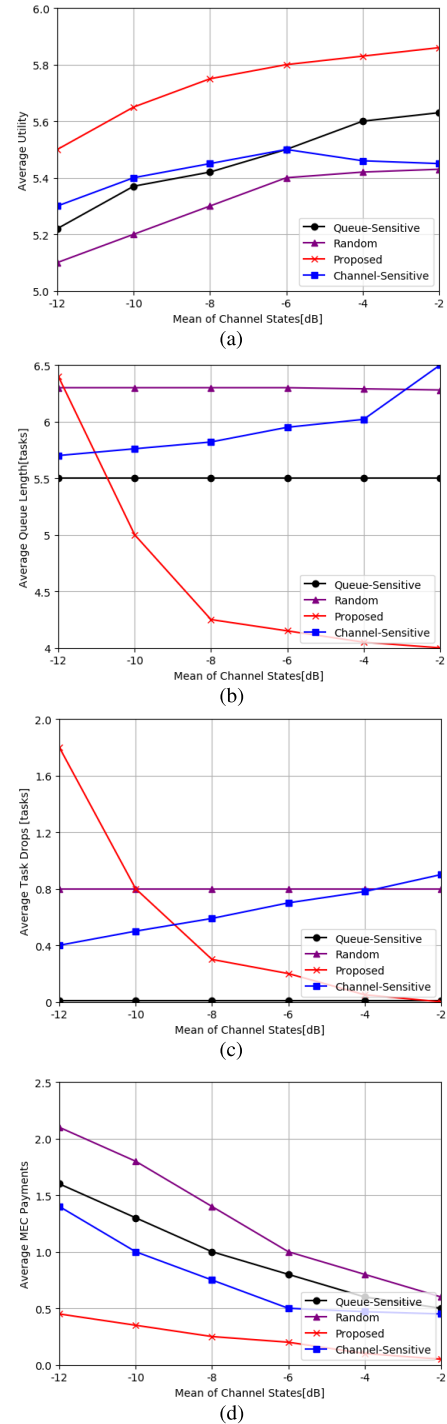 6.0
5.8
5.6
5.4
5.2
5.0
Average Utility
Queue-Sensitive
Random
Proposed
Channel-Sensitive
-12 -10 -8 -6 -4 -2
Mean of Channel States[dB]
(a)
6.5
6
5.5
5
4.5
4
Average Queue Length[tasks]
Queue-Sensitive
Random
Proposed
Channel-Sensitive
-12 -10 -8 -6 -4 -2
Mean of Channel States[dB]
(b)
2.0
1.6
1.2
0.8
0.4
0
Average Task Drops [tasks]
Queue-Sensitive
Random
Proposed
Channel-Sensitive
-12 -10 -8 -6 -4 -2
Mean of Channel States[dB]
(c)
2.5
2.0
1.5
1.0
0.5
0.0
Average MEC Payments
Queue-Sensitive
Random
Proposed
Channel-Sensitive
-12 -10 -8 -6 -4 -2
Mean of Channel States[dB]
(d)